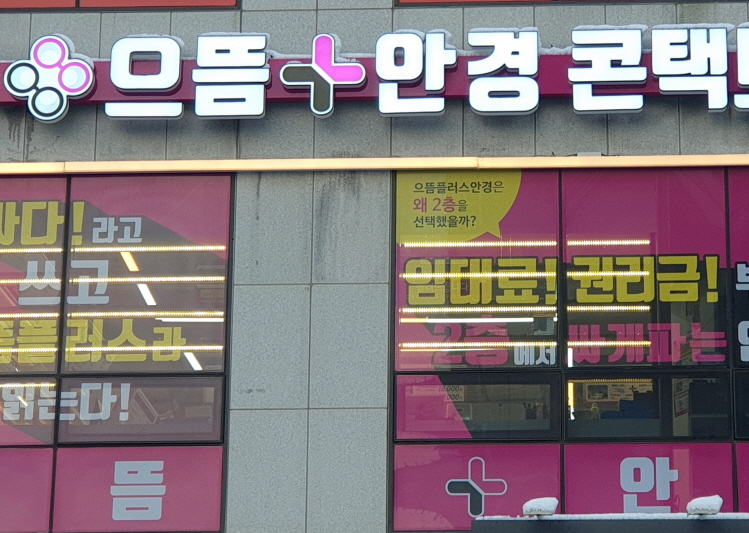 으뜸 안경 콘택
싸다! 라고
쓰고
플러스라
읽는다!
뜸
으뜸플러스안경은
왜 2층을
선택했을까?
임대료! 권리금!
2층에서 싸게파는
안